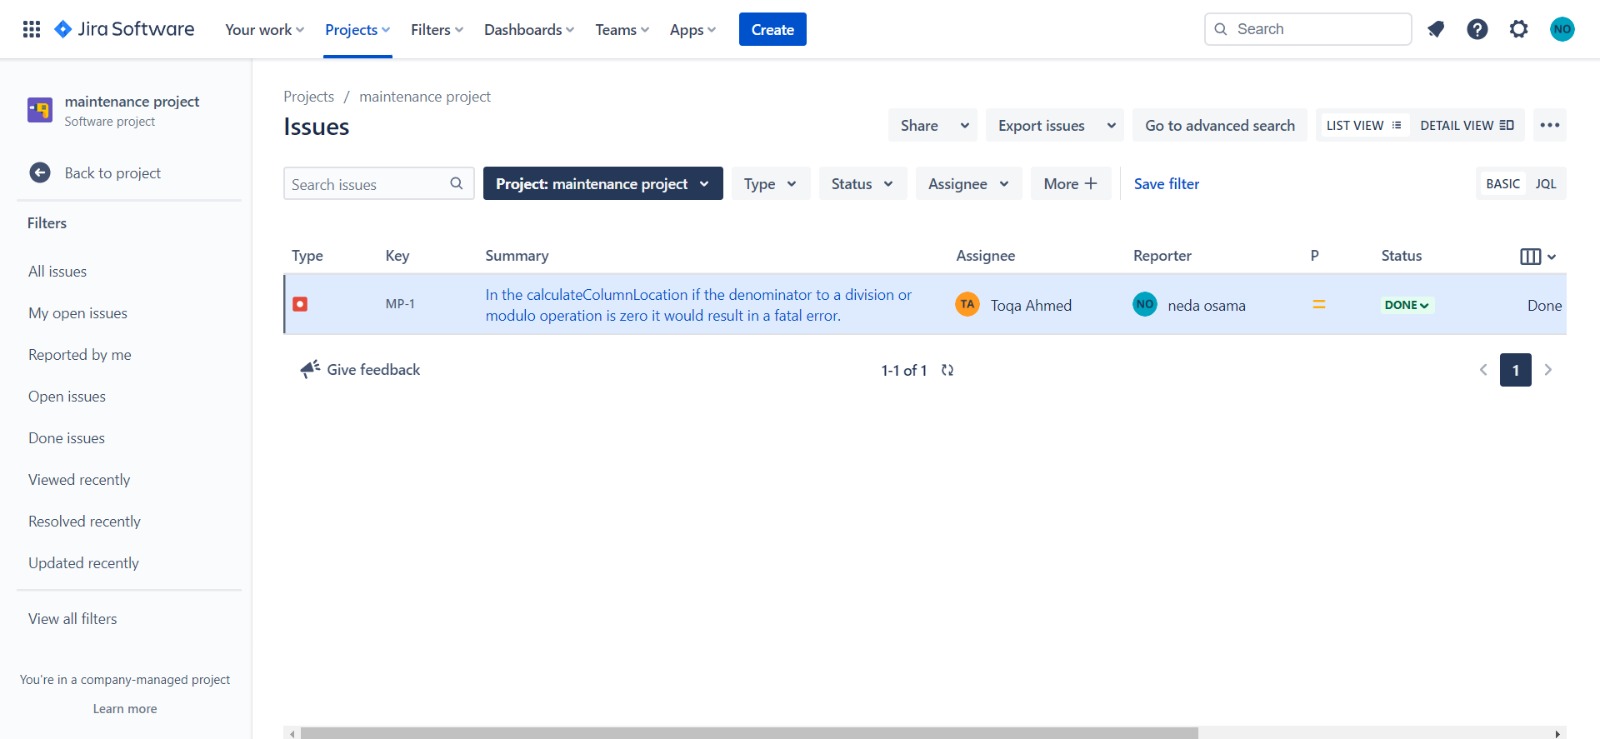 Jira Software
Your work
Projects
Filters
Dashboards
Teams
Apps
Create
Search
NO
maintenance project
Software project
Back to project
Filters
All issues
My open issues
Reported by me
Open issues
Done issues
Viewed recently
Resolved recently
Updated recently
View all filters
You're in a company-managed project
Learn more
Projects / maintenance project
Issues
Share
Export issues
Go to advanced search
LIST VIEW
DETAIL VIEW
Search issues
Project: maintenance project
Type
Status
Assignee
More
Save filter
BASIC
JQL
Type Key Summary Assignee Reporter P Status
MP-1
In the calculateColumnLocation if the denominator to a division or
modulo operation is zero it would result in a fatal error.
TA Toqa Ahmed
NO neda osama
DONE
Done
Give feedback
1-1 of 1
1